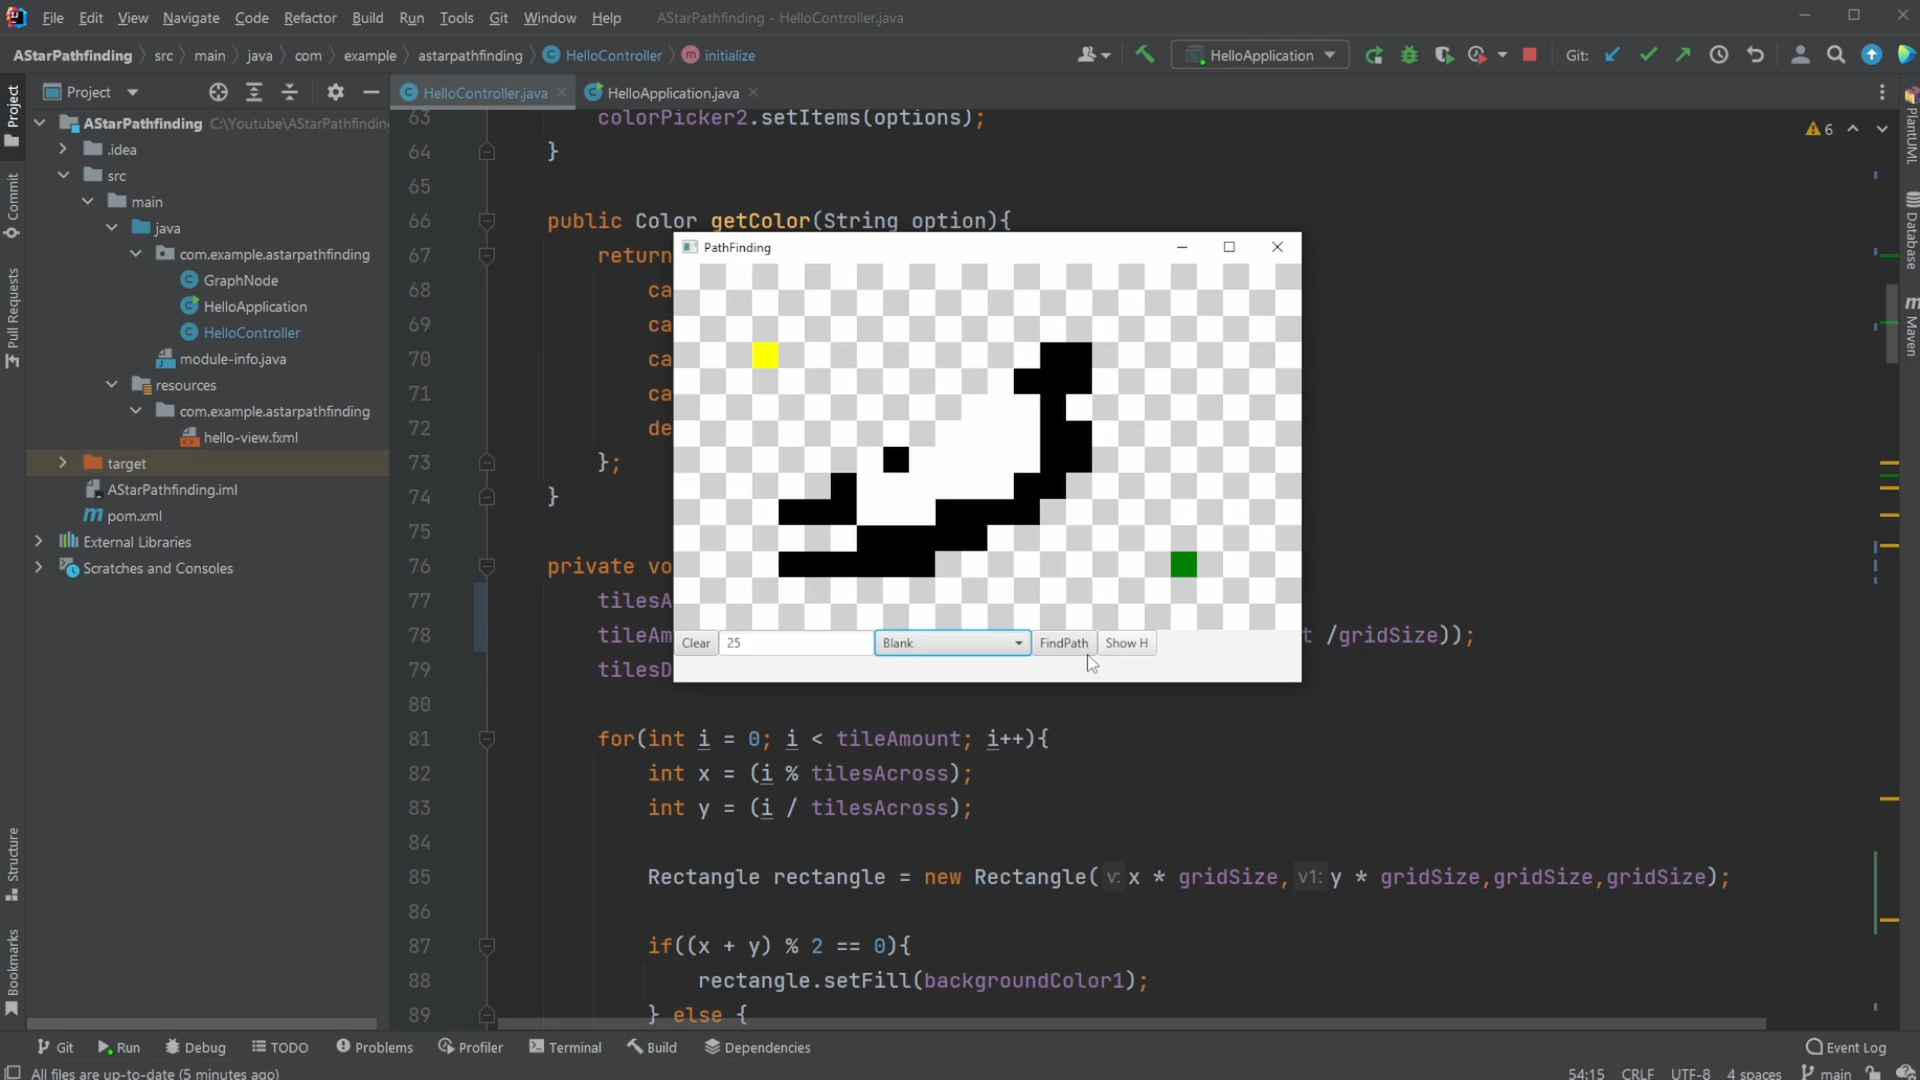 File Edit View Navigate Code Refactor Build Run Tools Git Window Help AStarPathfinding - HelloController.java
AStarPathfinding src main java com example astarpathfinding HelloController m initialize HelloApplication Git:
Project HelloController.java HelloApplication.java
AStarPathfinding C:\Youtube\AStarPathfinding
.idea
src
main
java
com.example.astarpathfinding
GraphNode
HelloApplication
HelloController
module-info.java
resources
com.example.astarpathfinding
hello-view.fxml
target
AStarPathfinding.iml
pom.xml
External Libraries
Scratches and Consoles
Project
Commit
Pull Requests
Structure
Bookmarks
6
PlantUML
Database
Maven
63 colorPicker2.setItems(options);
64 }
65
66 public Color getColor(String option){
67 return
68 ca
69 ca
70 ca
71 ca
72 de
73 };
74 }
75
76 private vo
77 tilesA
78 tileAm t /gridSize));
79 tilesD
80
81 for(int i = 0; i < tileAmount; i++){
82 int x = (i % tilesAcross);
83 int y = (i / tilesAcross);
84
85 Rectangle rectangle = new Rectangle( v: x * gridSize, v1: y * gridSize,gridSize,gridSize);
86
87 if((x + y) % 2 == 0){
88 rectangle.setFill(backgroundColor1);
89 } else {
PathFinding
Clear 25 Blank FindPath Show H
Git Run Debug TODO Problems Profiler Terminal Build Dependencies Event Log
All files are up-to-date (5 minutes ago) 54:15 CRLF UTF-8 4 spaces main